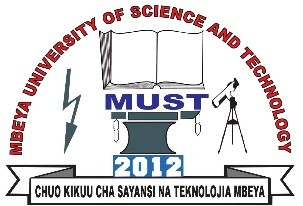 MBEYA UNIVERSITY OF SCIENCE AND TECHNOLOGY
MUST
2012
CHUO KIKUU CHA SAYANSI NA TEKNOLOJIA MBEYA